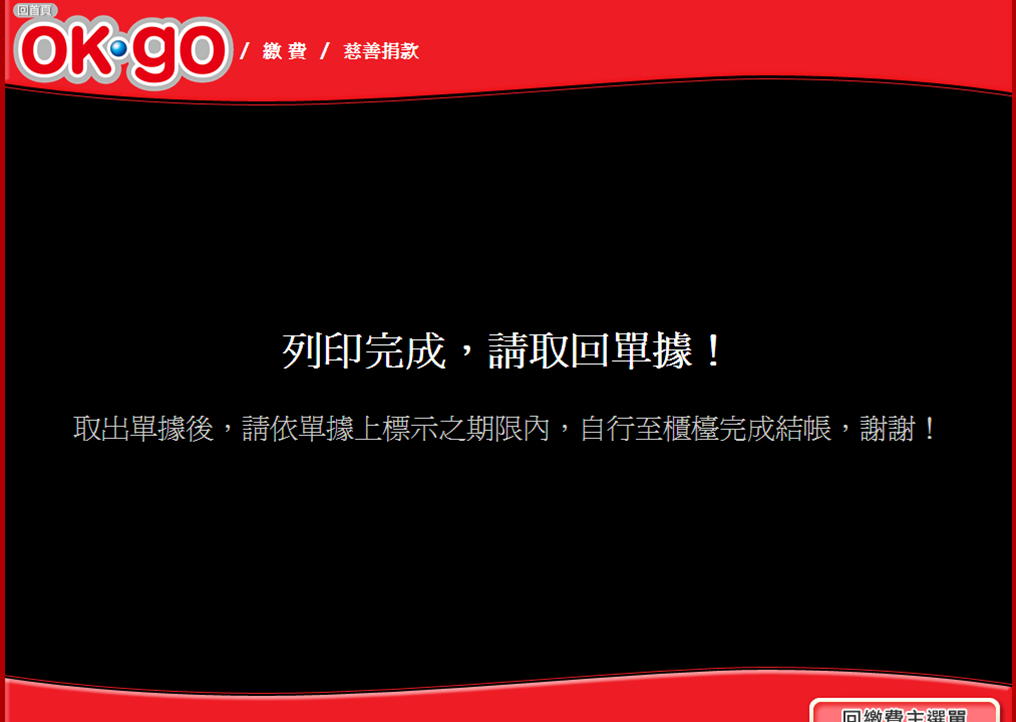 回首頁
OK·go / 繳費 / 慈善捐款
列印完成，請取回單據！
取出單據後，請依單據上標示之期限內，自行至櫃檯完成結帳，謝謝！
回繳費主選單